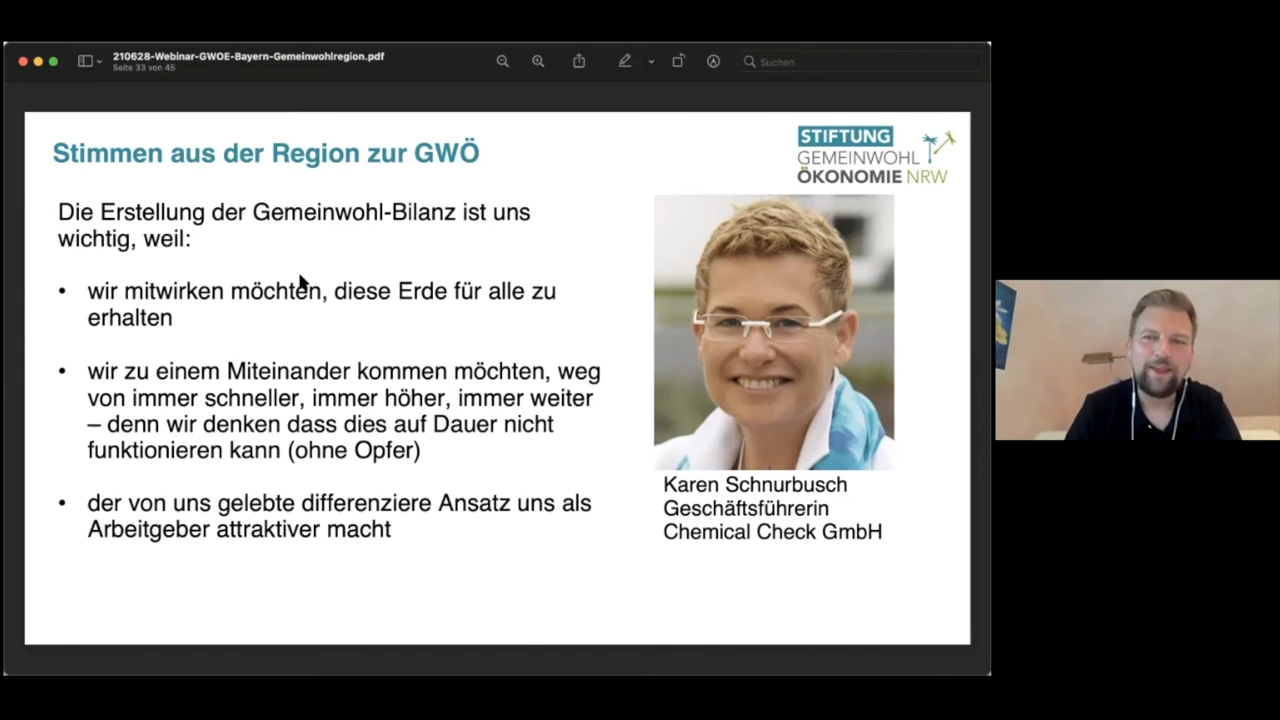 210628-Webinar-GWOE-Bayern-Gemeinwohlregion.pdf
Seite 33 von 45
Suchen
Stimmen aus der Region zur GWÖ
STIFTUNG
GEMEINWOHL
ÖKONOMIE NRW
Die Erstellung der Gemeinwohl-Bilanz ist uns
wichtig, weil:
• wir mitwirken möchten, diese Erde für alle zu
erhalten
• wir zu einem Miteinander kommen möchten, weg
von immer schneller, immer höher, immer weiter
– denn wir denken dass dies auf Dauer nicht
funktionieren kann (ohne Opfer)
• der von uns gelebte differenziere Ansatz uns als
Arbeitgeber attraktiver macht
Karen Schnurbusch
Geschäftsführerin
Chemical Check GmbH